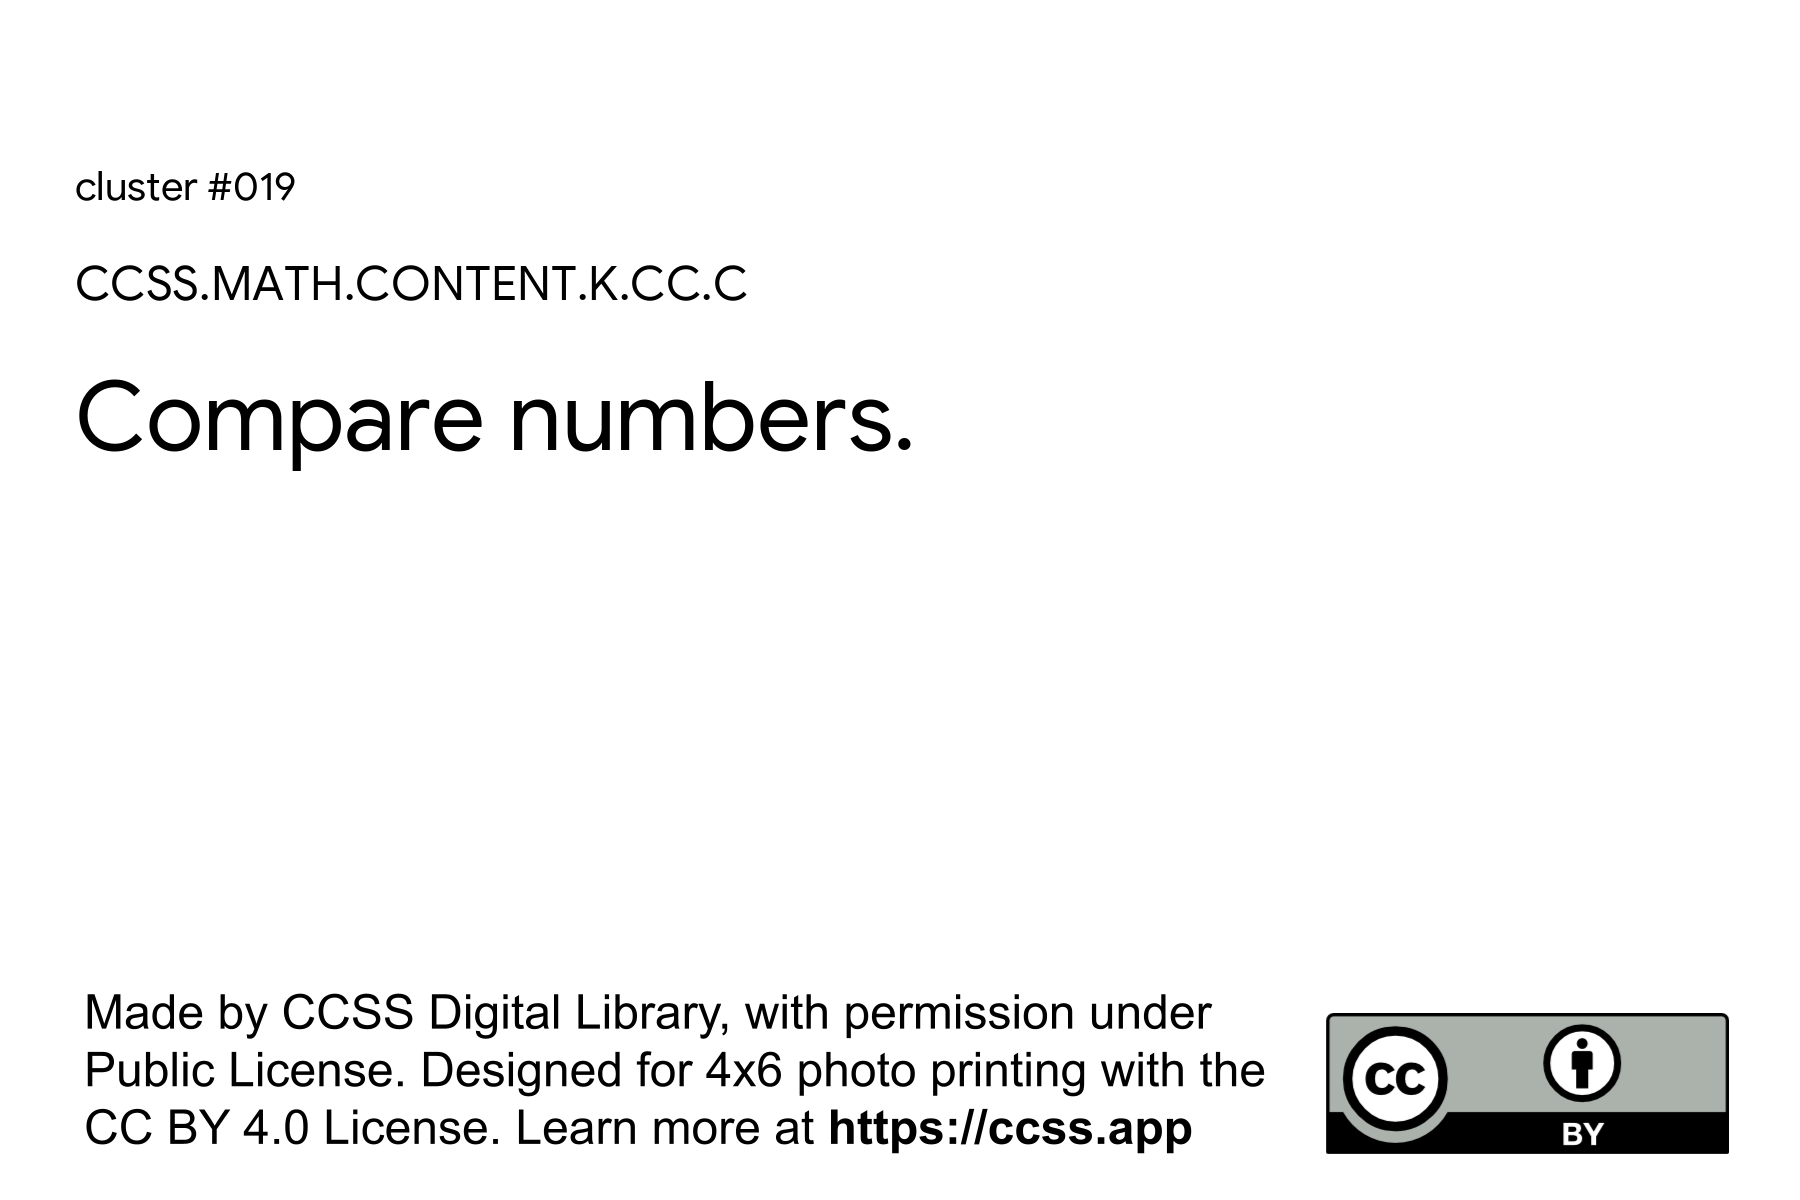 cluster #019
CCSS.MATH.CONTENT.K.CC.C
Compare numbers.
Made by CCSS Digital Library, with permission under
Public License. Designed for 4x6 photo printing with the
CC BY 4.0 License. Learn more at https://ccss.app
CC
BY